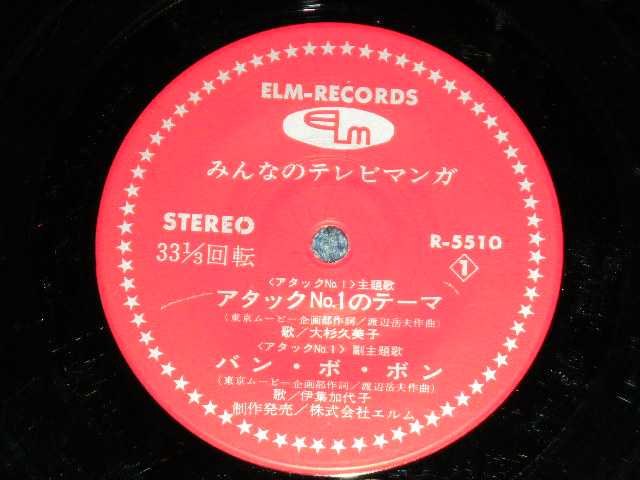 ELM-RECORDS
ELm
みんなのテレビマンガ
STEREO
R-5510
33⅓回転
1
〈アタックNo.1〉主題歌
アタックNo.1のテーマ
(東京ムービー企画部作詞／渡辺岳夫作曲)
歌／大杉久美子
〈アタックNo.1〉副主題歌
バン・ボ・ボン
(東京ムービー企画部作詞／渡辺岳夫作曲)
歌／伊集加代子
制作発売／株式会社エルム